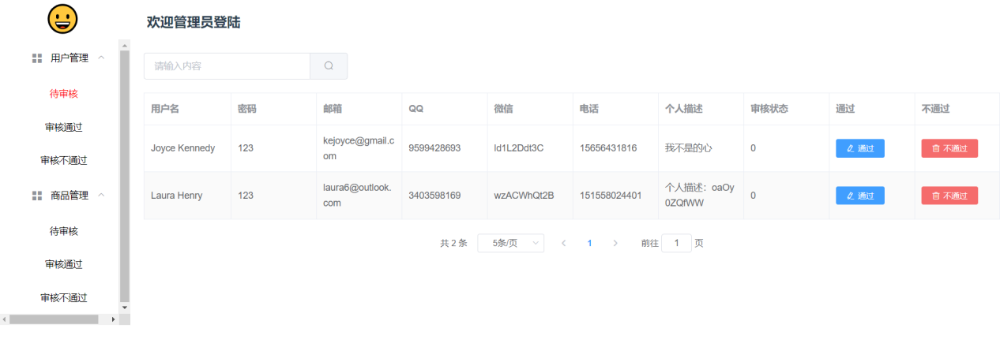 欢迎管理员登陆
用户管理
待审核
审核通过
审核不通过
商品管理
待审核
审核通过
审核不通过
请输入内容
用户名 密码 邮箱 QQ 微信 电话 个人描述 审核状态 通过 不通过
Joyce Kennedy 123 kejoyce@gmail.c 9599428693 Id1L2Ddt3C 15656431816 我不是的心 0 通过 不通过
om
Laura Henry 123 laura6@outlook. 3403598169 wzACWhQt2B 151558024401 个人描述：oaOy 0 通过 不通过
com 0ZQfWW
共 2 条 5条/页 1 前往 1 页